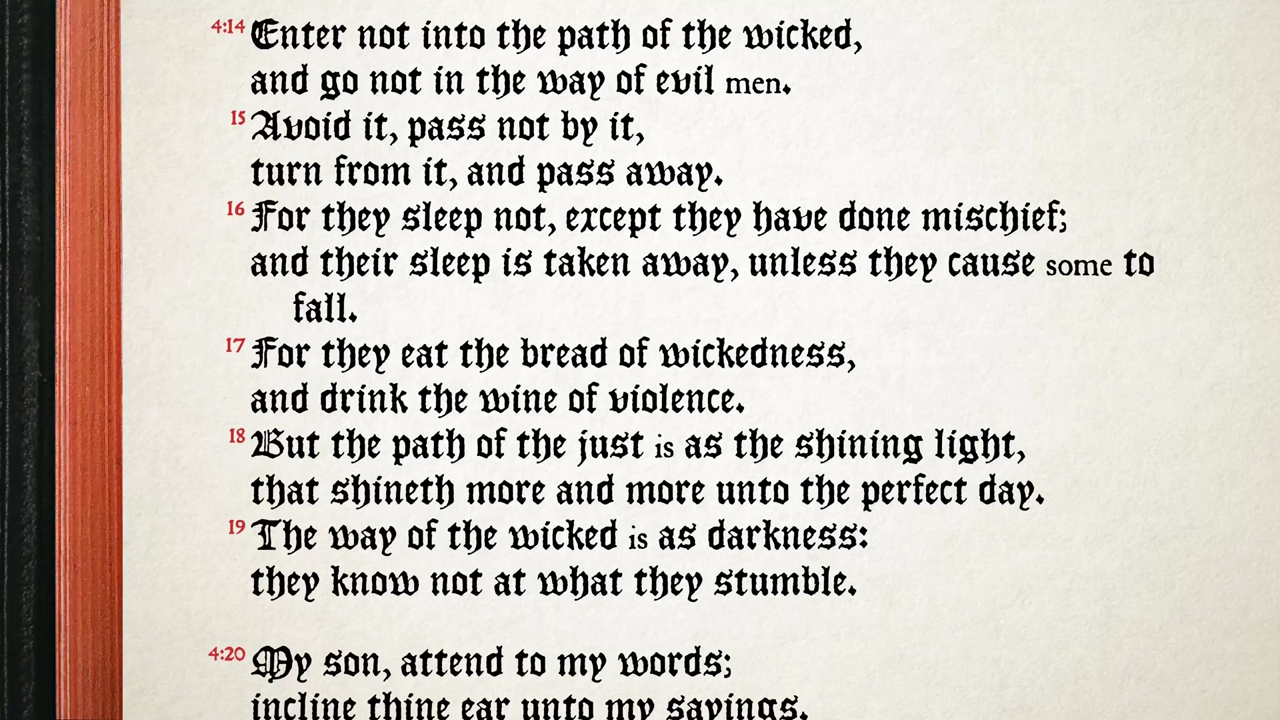 4:14 Enter not into the path of the wicked,
and go not in the way of evil men.
15 Avoid it, pass not by it,
turn from it, and pass away.
16 For they sleep not, except they have done mischief;
and their sleep is taken away, unless they cause some to
fall.
17 For they eat the bread of wickedness,
and drink the wine of violence.
18 But the path of the just is as the shining light,
that shineth more and more unto the perfect day.
19 The way of the wicked is as darkness:
they know not at what they stumble.
4:20 My son, attend to my words;
incline thine ear unto my sayings.